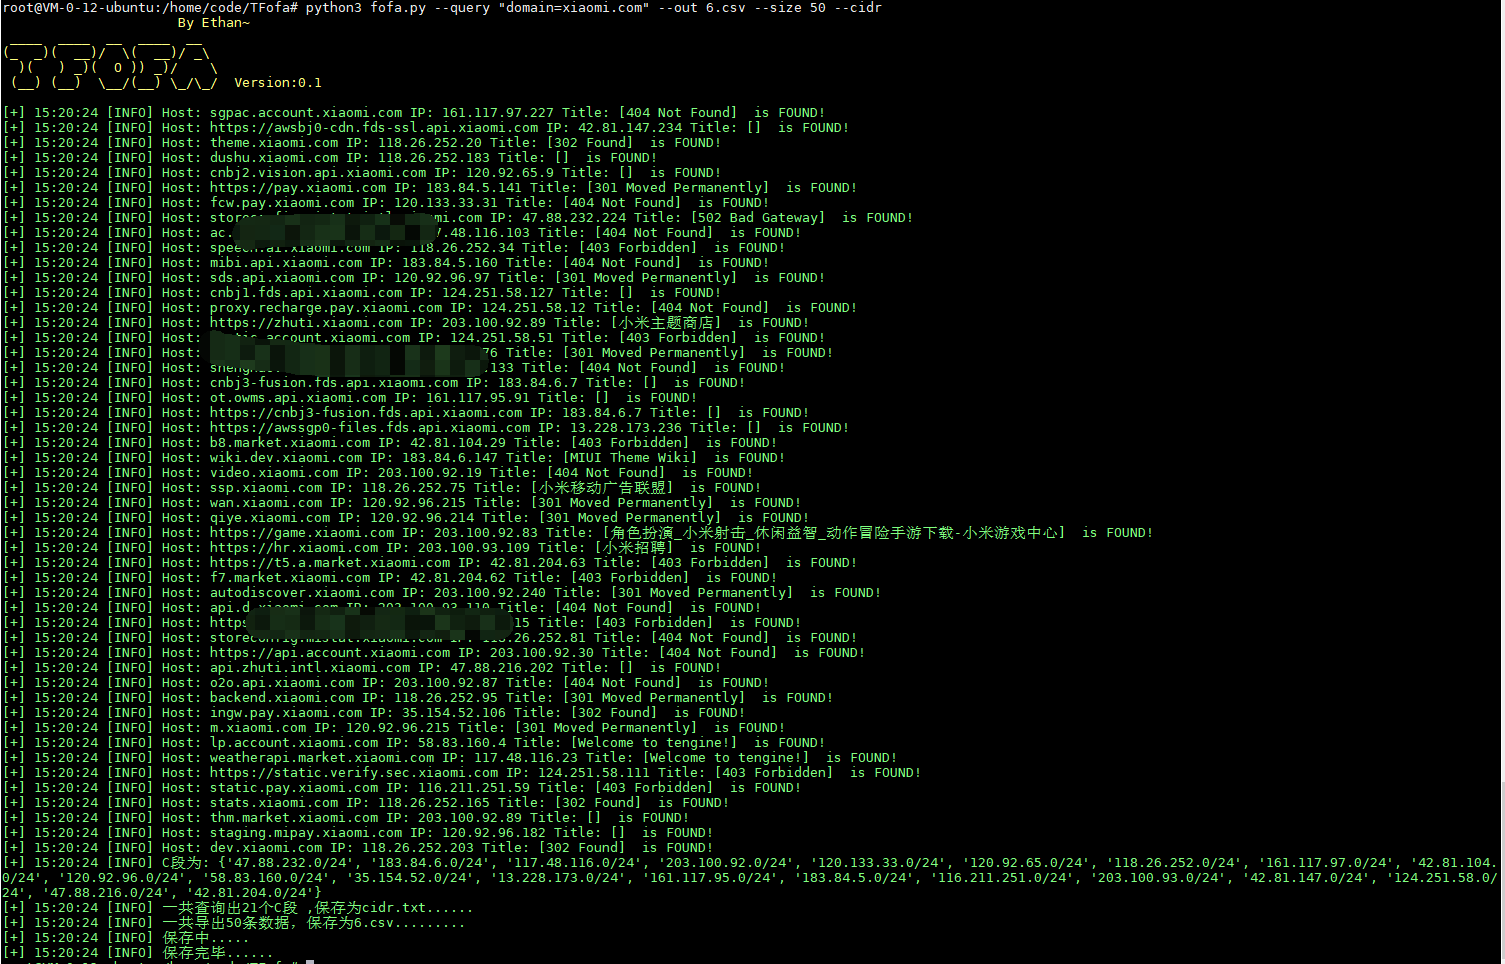 root@VM-0-12-ubuntu:/home/code/TFofa# python3 fofa.py --query "domain=xiaomi.com" --out 6.csv --size 50 --cidr
By Ethan~
TFOFA
Version:0.1
[+] 15:20:24 [INFO] Host: sgpac.account.xiaomi.com IP: 161.117.97.227 Title: [404 Not Found]  is FOUND!
[+] 15:20:24 [INFO] Host: https://awsbj0-cdn.fds-ssl.api.xiaomi.com IP: 42.81.147.234 Title: []  is FOUND!
[+] 15:20:24 [INFO] Host: theme.xiaomi.com IP: 118.26.252.20 Title: [302 Found]  is FOUND!
[+] 15:20:24 [INFO] Host: dushu.xiaomi.com IP: 118.26.252.183 Title: []  is FOUND!
[+] 15:20:24 [INFO] Host: cnbj2.vision.api.xiaomi.com IP: 120.92.65.9 Title: []  is FOUND!
[+] 15:20:24 [INFO] Host: https://pay.xiaomi.com IP: 183.84.5.141 Title: [301 Moved Permanently]  is FOUND!
[+] 15:20:24 [INFO] Host: fcw.pay.xiaomi.com IP: 120.133.33.31 Title: [404 Not Found]  is FOUND!
[+] 15:20:24 [INFO] Host: IP: 47.88.232.224 Title: [502 Bad Gateway]  is FOUND!
[+] 15:20:24 [INFO] Host: ac. 7.48.116.103 Title: [404 Not Found]  is FOUND!
[+] 15:20:24 [INFO] Host: speech.ai.xiaomi.com IP: 118.26.252.34 Title: [403 Forbidden]  is FOUND!
[+] 15:20:24 [INFO] Host: mibi.api.xiaomi.com IP: 183.84.5.160 Title: [404 Not Found]  is FOUND!
[+] 15:20:24 [INFO] Host: sds.api.xiaomi.com IP: 120.92.96.97 Title: [301 Moved Permanently]  is FOUND!
[+] 15:20:24 [INFO] Host: cnbj1.fds.api.xiaomi.com IP: 124.251.58.127 Title: []  is FOUND!
[+] 15:20:24 [INFO] Host: proxy.recharge.pay.xiaomi.com IP: 124.251.58.12 Title: [404 Not Found]  is FOUND!
[+] 15:20:24 [INFO] Host: https://zhuti.xiaomi.com IP: 203.100.92.89 Title: [小米主题商店]  is FOUND!
[+] 15:20:24 [INFO] Host: account.xiaomi.com IP: 124.251.58.51 Title: [403 Forbidden]  is FOUND!
[+] 15:20:24 [INFO] Host: 76 Title: [301 Moved Permanently]  is FOUND!
[+] 15:20:24 [INFO] Host: .133 Title: [404 Not Found]  is FOUND!
[+] 15:20:24 [INFO] Host: cnbj3-fusion.fds.api.xiaomi.com IP: 183.84.6.7 Title: []  is FOUND!
[+] 15:20:24 [INFO] Host: ot.owms.api.xiaomi.com IP: 161.117.95.91 Title: []  is FOUND!
[+] 15:20:24 [INFO] Host: https://cnbj3-fusion.fds.api.xiaomi.com IP: 183.84.6.7 Title: []  is FOUND!
[+] 15:20:24 [INFO] Host: https://awssgp0-files.fds.api.xiaomi.com IP: 13.228.173.236 Title: []  is FOUND!
[+] 15:20:24 [INFO] Host: b8.market.xiaomi.com IP: 42.81.104.29 Title: [403 Forbidden]  is FOUND!
[+] 15:20:24 [INFO] Host: wiki.dev.xiaomi.com IP: 183.84.6.147 Title: [MIUI Theme Wiki]  is FOUND!
[+] 15:20:24 [INFO] Host: video.xiaomi.com IP: 203.100.92.19 Title: [404 Not Found]  is FOUND!
[+] 15:20:24 [INFO] Host: ssp.xiaomi.com IP: 118.26.252.75 Title: [小米移动广告联盟]  is FOUND!
[+] 15:20:24 [INFO] Host: wan.xiaomi.com IP: 120.92.96.215 Title: [301 Moved Permanently]  is FOUND!
[+] 15:20:24 [INFO] Host: qiye.xiaomi.com IP: 120.92.96.214 Title: [301 Moved Permanently]  is FOUND!
[+] 15:20:24 [INFO] Host: https://game.xiaomi.com IP: 203.100.92.83 Title: [角色扮演_小米射击_休闲益智_动作冒险手游下载-小米游戏中心]  is FOUND!
[+] 15:20:24 [INFO] Host: https://hr.xiaomi.com IP: 203.100.93.109 Title: [小米招聘]  is FOUND!
[+] 15:20:24 [INFO] Host: https://t5.a.market.xiaomi.com IP: 42.81.204.63 Title: [403 Forbidden]  is FOUND!
[+] 15:20:24 [INFO] Host: f7.market.xiaomi.com IP: 42.81.204.62 Title: [403 Forbidden]  is FOUND!
[+] 15:20:24 [INFO] Host: autodiscover.xiaomi.com IP: 203.100.92.240 Title: [301 Moved Permanently]  is FOUND!
[+] 15:20:24 [INFO] Host: api.d.xiaomi.com IP: 203.100.93.110 Title: [404 Not Found]  is FOUND!
[+] 15:20:24 [INFO] Host: https 15 Title: [403 Forbidden]  is FOUND!
[+] 15:20:24 [INFO] Host: storeconfig.mistat.xiaomi.com IP: 118.26.252.81 Title: [404 Not Found]  is FOUND!
[+] 15:20:24 [INFO] Host: https://api.account.xiaomi.com IP: 203.100.92.30 Title: [404 Not Found]  is FOUND!
[+] 15:20:24 [INFO] Host: api.zhuti.intl.xiaomi.com IP: 47.88.216.202 Title: []  is FOUND!
[+] 15:20:24 [INFO] Host: o2o.api.xiaomi.com IP: 203.100.92.87 Title: [404 Not Found]  is FOUND!
[+] 15:20:24 [INFO] Host: backend.xiaomi.com IP: 118.26.252.95 Title: [301 Moved Permanently]  is FOUND!
[+] 15:20:24 [INFO] Host: ingw.pay.xiaomi.com IP: 35.154.52.106 Title: [302 Found]  is FOUND!
[+] 15:20:24 [INFO] Host: m.xiaomi.com IP: 120.92.96.215 Title: [301 Moved Permanently]  is FOUND!
[+] 15:20:24 [INFO] Host: lp.account.xiaomi.com IP: 58.83.160.4 Title: [Welcome to tengine!]  is FOUND!
[+] 15:20:24 [INFO] Host: weatherapi.market.xiaomi.com IP: 117.48.116.23 Title: [Welcome to tengine!]  is FOUND!
[+] 15:20:24 [INFO] Host: https://static.verify.sec.xiaomi.com IP: 124.251.58.111 Title: [403 Forbidden]  is FOUND!
[+] 15:20:24 [INFO] Host: static.pay.xiaomi.com IP: 116.211.251.59 Title: [403 Forbidden]  is FOUND!
[+] 15:20:24 [INFO] Host: stats.xiaomi.com IP: 118.26.252.165 Title: [302 Found]  is FOUND!
[+] 15:20:24 [INFO] Host: thm.market.xiaomi.com IP: 203.100.92.89 Title: []  is FOUND!
[+] 15:20:24 [INFO] Host: staging.mipay.xiaomi.com IP: 120.92.96.182 Title: []  is FOUND!
[+] 15:20:24 [INFO] Host: dev.xiaomi.com IP: 118.26.252.203 Title: [302 Found]  is FOUND!
[+] 15:20:24 [INFO] C段为: {'47.88.232.0/24', '183.84.6.0/24', '117.48.116.0/24', '203.100.92.0/24', '120.133.33.0/24', '120.92.65.0/24', '118.26.252.0/24', '161.117.97.0/24', '42.81.104.
0/24', '120.92.96.0/24', '58.83.160.0/24', '35.154.52.0/24', '13.228.173.0/24', '161.117.95.0/24', '183.84.5.0/24', '116.211.251.0/24', '203.100.93.0/24', '42.81.147.0/24', '124.251.58.0/
24', '47.88.216.0/24', '42.81.204.0/24'}
[+] 15:20:24 [INFO] 一共查询出21个C段 ,保存为cidr.txt......
[+] 15:20:24 [INFO] 一共导出50条数据，保存为6.csv.........
[+] 15:20:24 [INFO] 保存中.....
[+] 15:20:24 [INFO] 保存完毕......